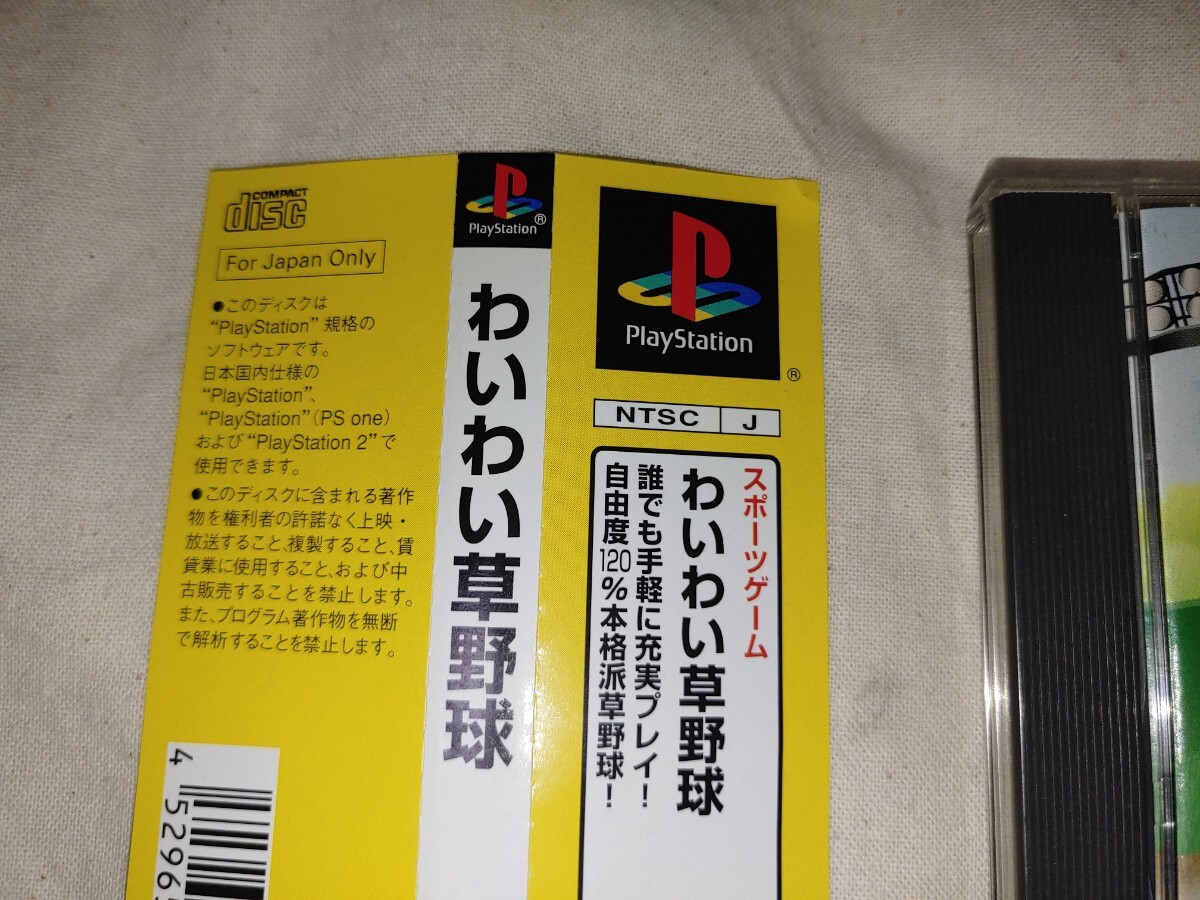 COMPACT
disc
For Japan Only
●このディスクは
“PlayStation” 規格の
ソフトウェアです。
日本国内仕様の
“PlayStation”、
“PlayStation”(PS one)
および“PlayStation 2”で
使用できます。
●このディスクに含まれる著作
物を権利者の許諾なく上映・
放送すること、複製すること、賃
貸業に使用すること、および中
古販売することを禁止します。
また、プログラム著作物を無断
で解析することを禁止します。
4 5296
PlayStation®
わいわい草野球
PlayStation
®
NTSC J
スポーツゲーム
わいわい草野球
誰でも手軽に充実プレイ!
自由度120%本格派草野球!